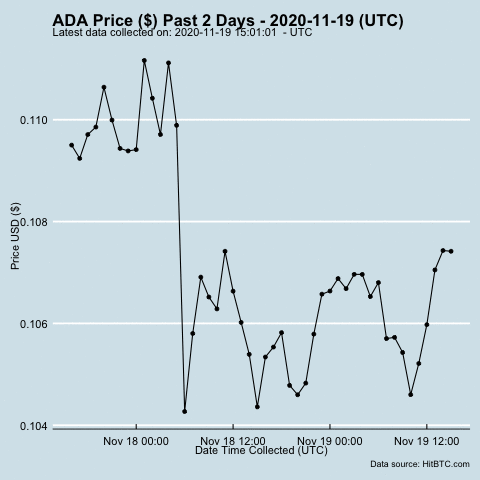 ADA Price ($) Past 2 Days - 2020-11-19 (UTC)
Latest data collected on: 2020-11-19 15:01:01 - UTC
Price USD ($)
0.110
0.108
0.106
0.104
Nov 18 00:00 Nov 18 12:00 Nov 19 00:00 Nov 19 12:00
Date Time Collected (UTC)
Data source: HitBTC.com